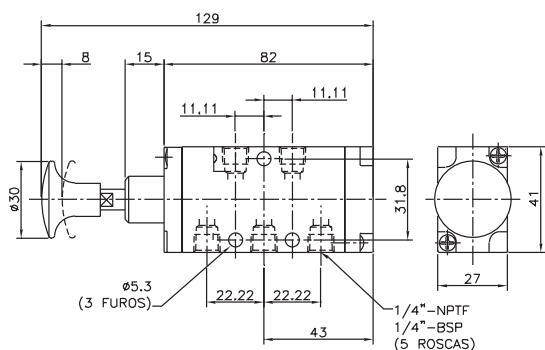 129
8
15
82
11.11
11.11
ø30
31.8
41
ø5.3
(3 FUROS)
22.22
22.22
27
1/4"-NPTF
1/4"-BSP
(5 ROSCAS)
43